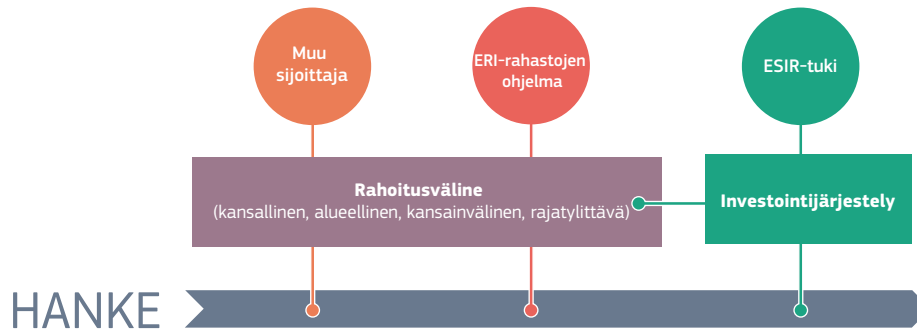 Muu
sijoittaja
ERI-rahastojen
ohjelma
ESIR-tuki
Rahoitusväline
(kansallinen, alueellinen, kansainvälinen, rajatylittävä)
Investointijärjestely
HANKE